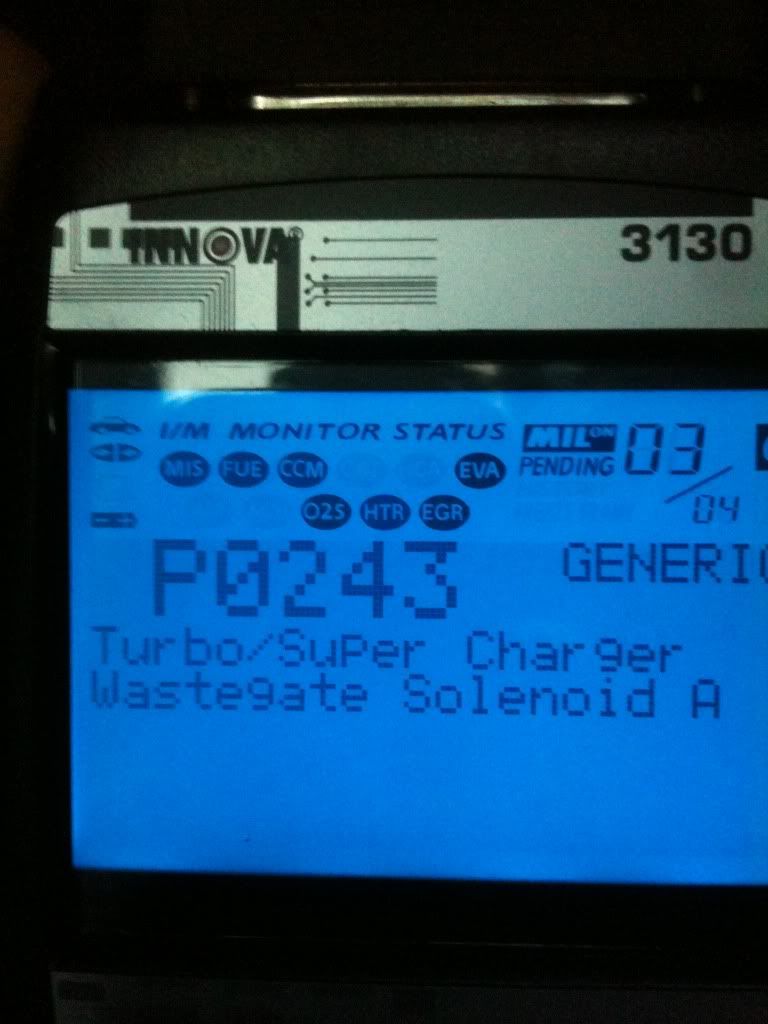 INNOVA® 3130
I/M MONITOR STATUS MIL ON 03
MIS FUE CCM EVA PENDING
O2S HTR EGR /04
P0243 GENERIC
Turbo/Super Charger
Wastegate Solenoid A